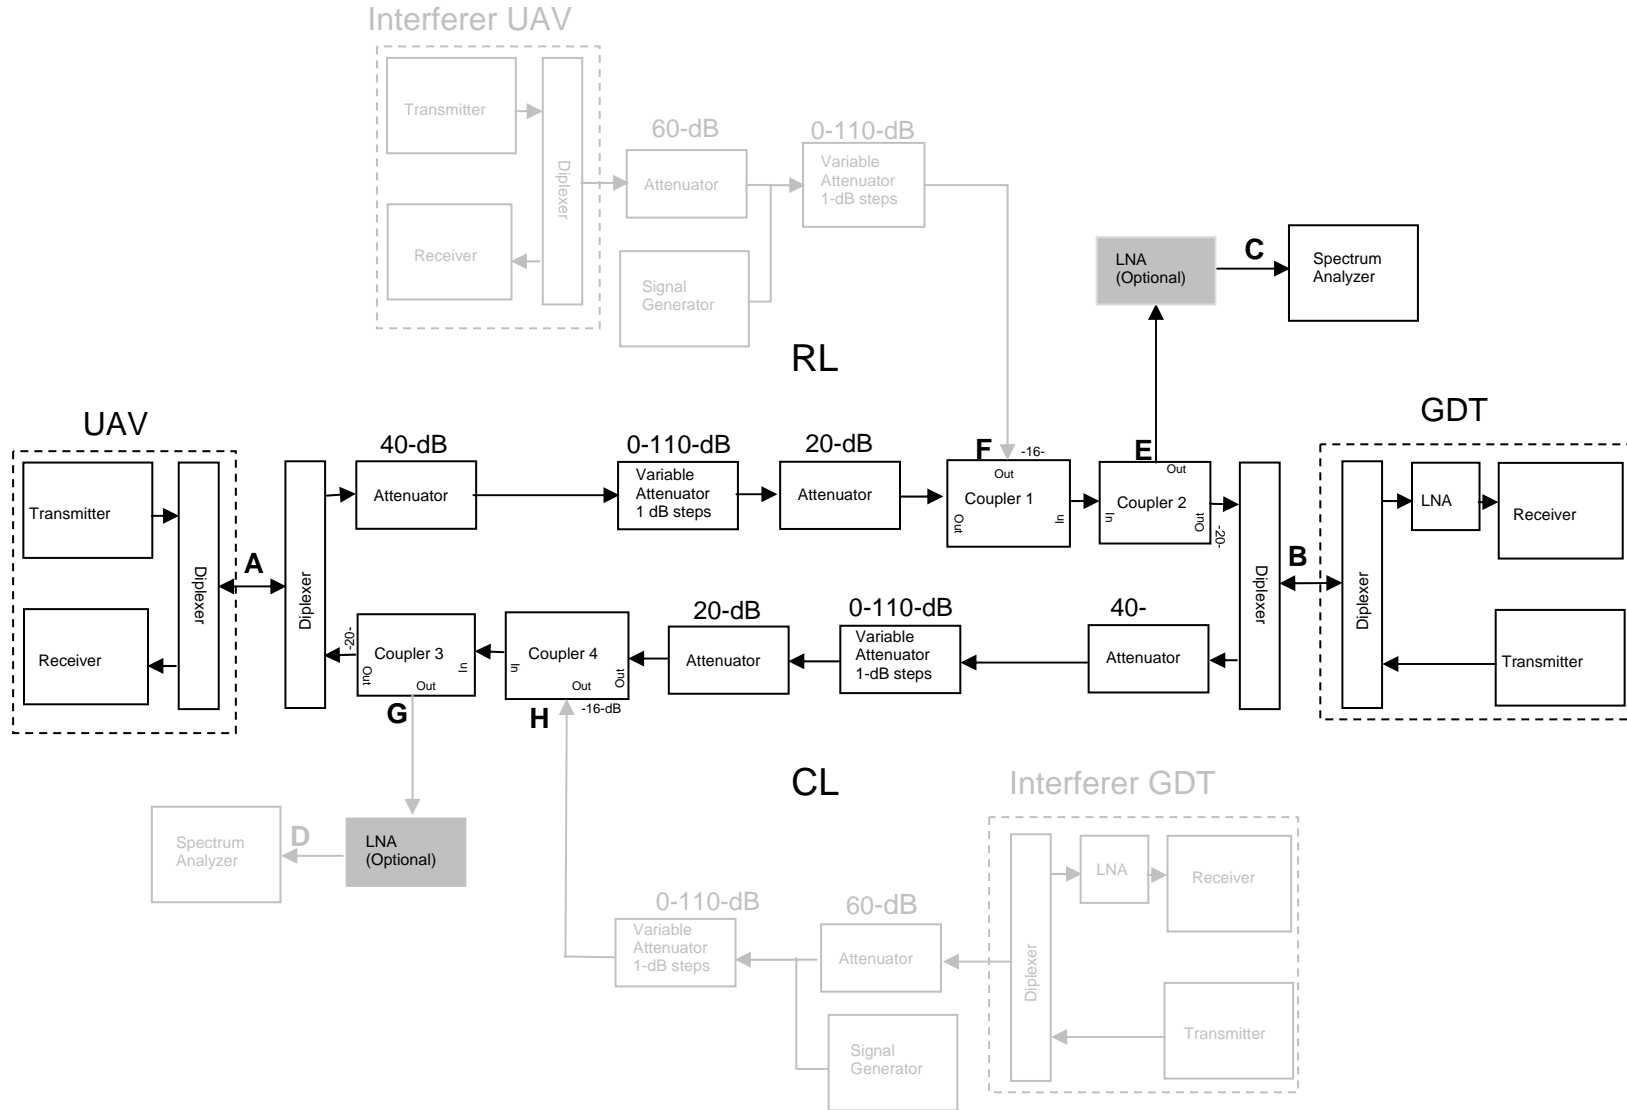 Interferer UAV
Transmitter
Diplexer
Receiver
60-dB
Attenuator
0-110-dB
Variable
Attenuator
1-dB steps
Signal
Generator
LNA
(Optional)
C
Spectrum
Analyzer
RL
UAV
Transmitter
Receiver
Diplexer
A
Diplexer
40-dB
Attenuator
0-110-dB
Variable
Attenuator
1 dB steps
20-dB
Attenuator
F
-16-
Out
Coupler 1
Out
In
E
Out
Coupler 2
In
Out
-20-
Diplexer
B
GDT
Diplexer
LNA
Receiver
Transmitter
-20-
Coupler 3
Out
In
Out
G
Coupler 4
In
Out
Out
-16-dB
H
20-dB
Attenuator
0-110-dB
Variable
Attenuator
1-dB steps
40-
Attenuator
CL
Spectrum
Analyzer
D
LNA
(Optional)
0-110-dB
Variable
Attenuator
1-dB steps
60-dB
Attenuator
Signal
Generator
Interferer GDT
Diplexer
LNA
Receiver
Transmitter